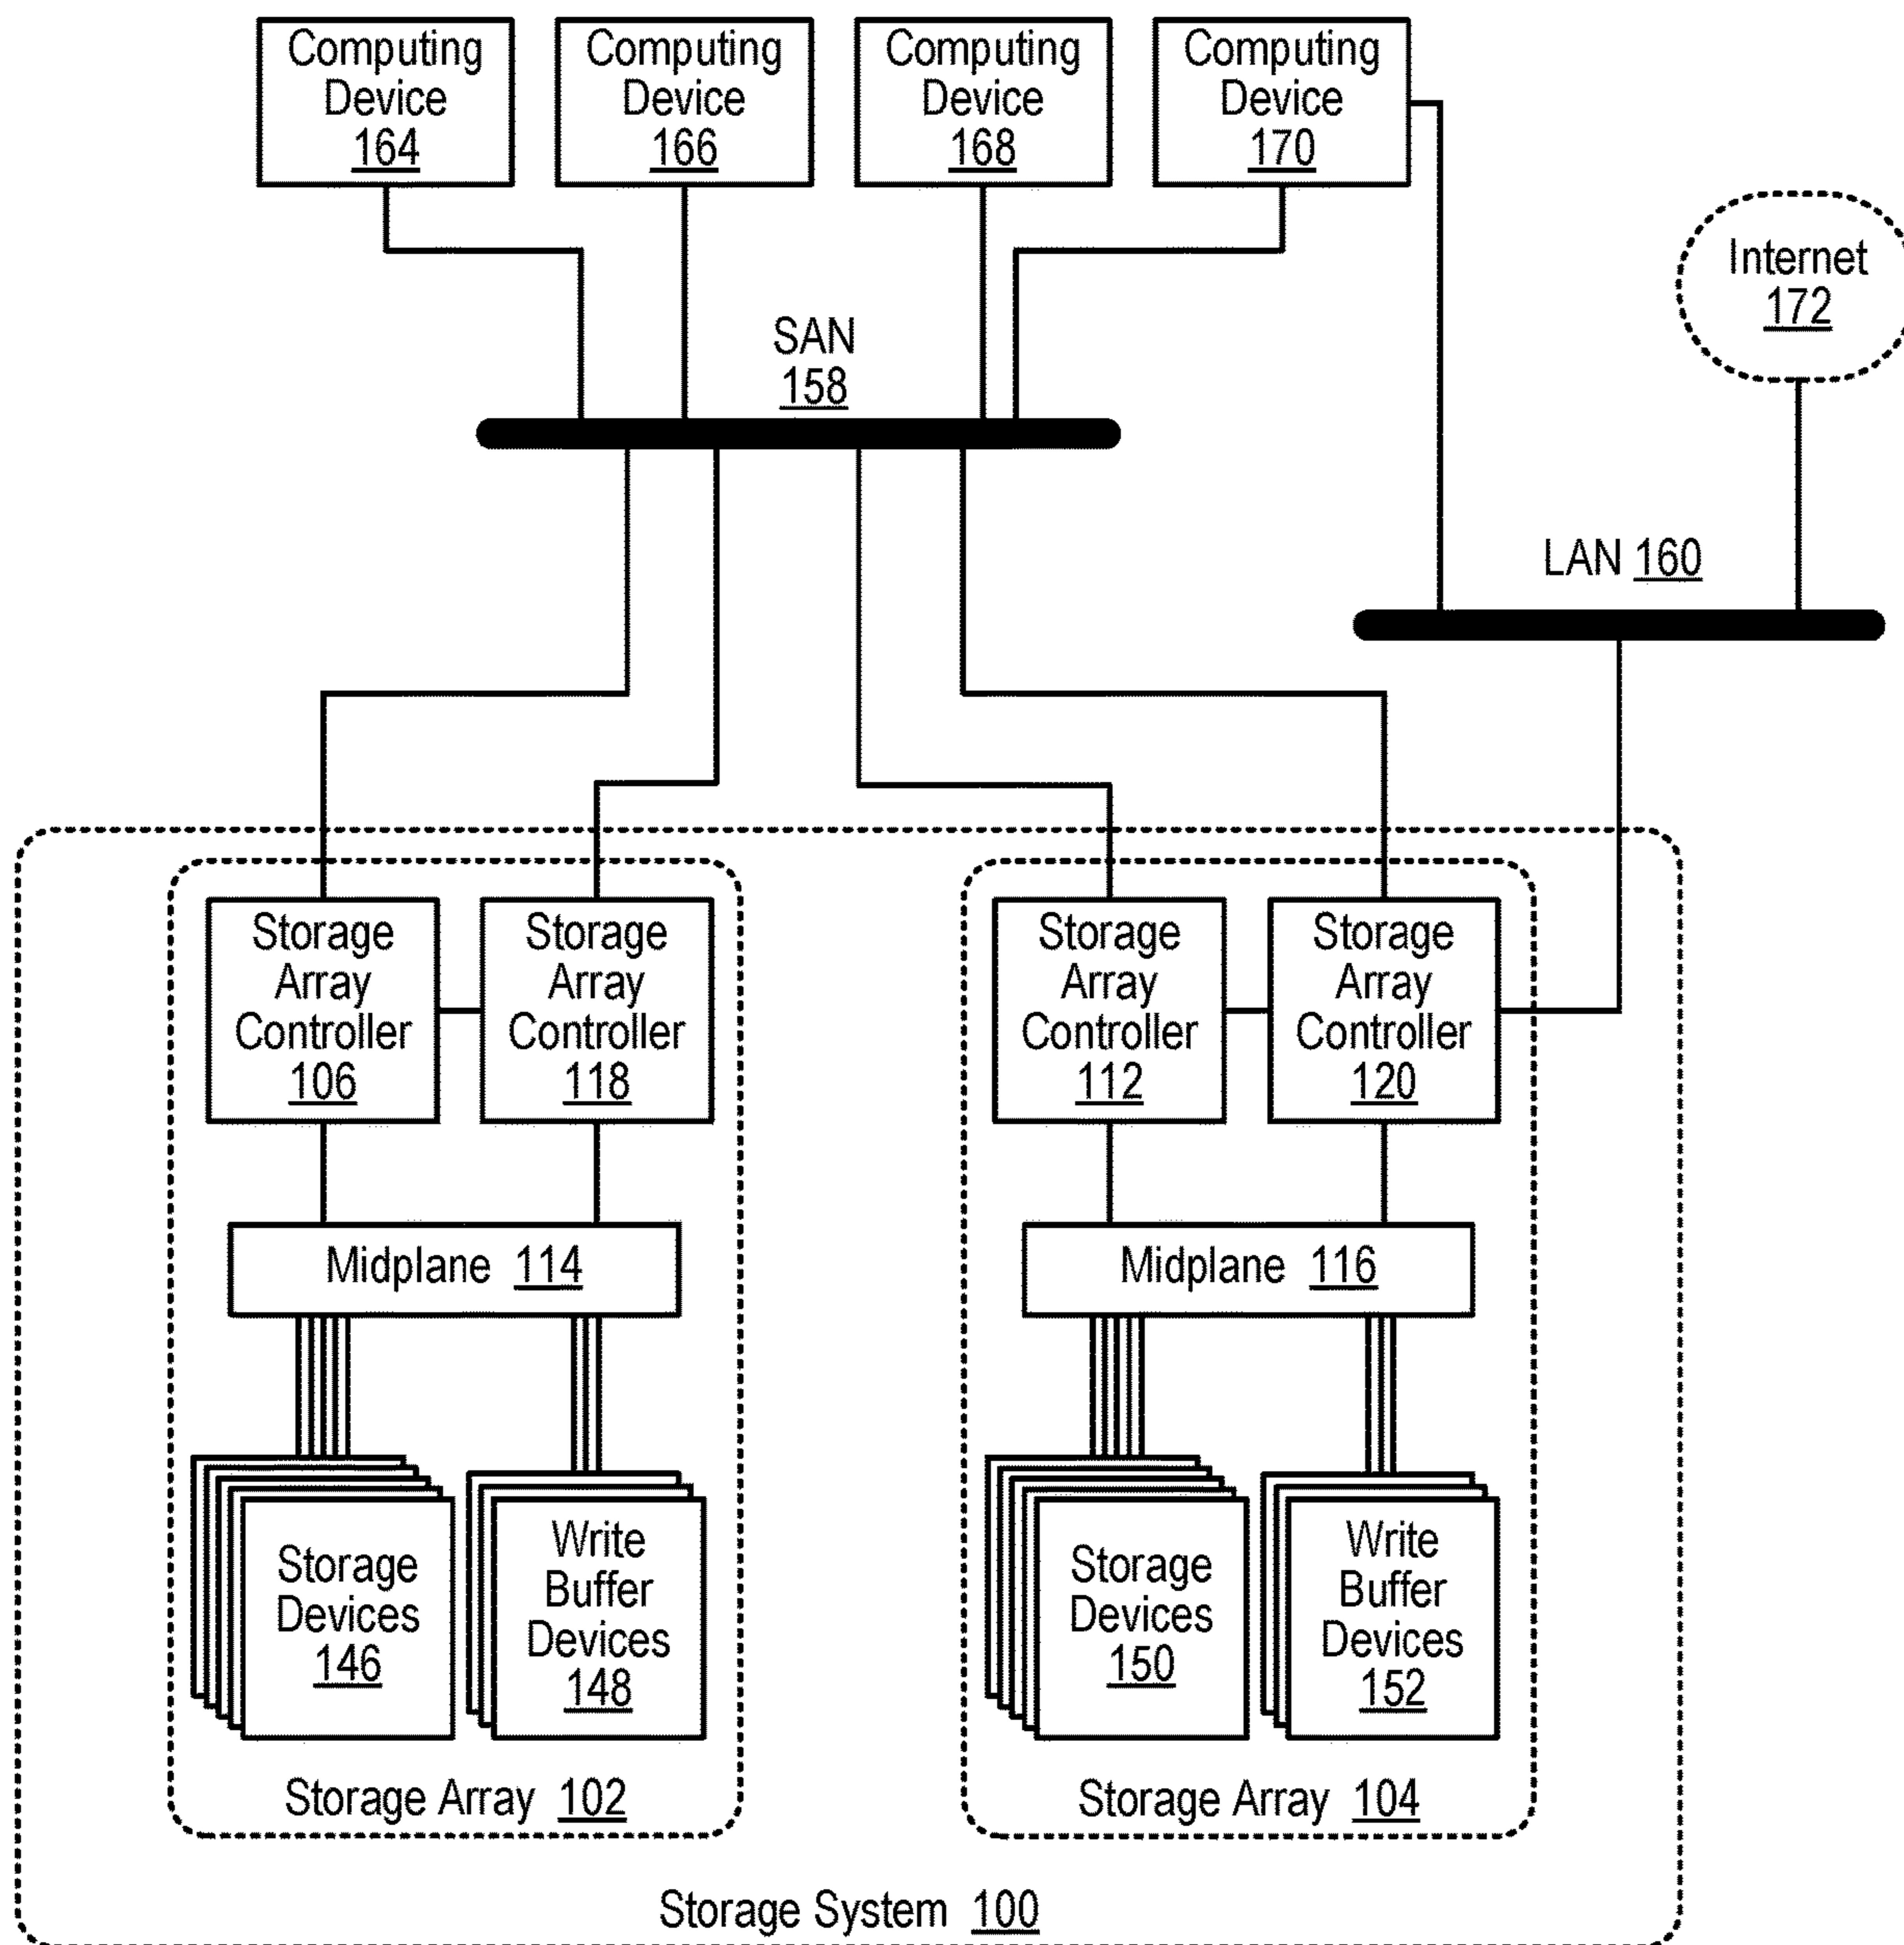 Computing
Device
164
Computing
Device
166
Computing
Device
168
Computing
Device
170
Internet
172
SAN
158
LAN 160
Storage
Array
Controller
106
Storage
Array
Controller
118
Storage
Array
Controller
112
Storage
Array
Controller
120
Midplane 114
Midplane 116
Storage
Devices
146
Write
Buffer
Devices
148
Storage
Devices
150
Write
Buffer
Devices
152
Storage Array 102
Storage Array 104
Storage System 100